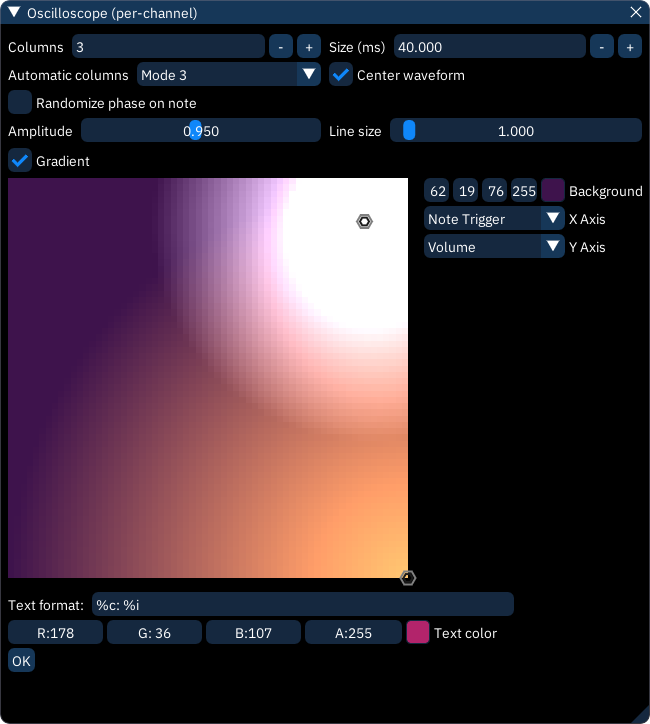 Oscilloscope (per-channel)
Columns 3 - + Size (ms) 40.000 - +
Automatic columns Mode 3 Center waveform
Randomize phase on note
Amplitude 0.950 Line size 1.000
Gradient
62 19 76 255 Background
Note Trigger X Axis
Volume Y Axis
Text format: %c: %i
R:178 G: 36 B:107 A:255 Text color
OK